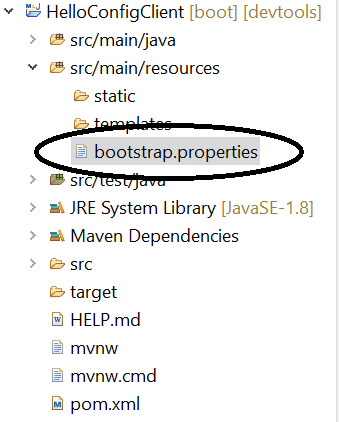 HelloConfigClient [boot] [devtools]
src/main/java
src/main/resources
static
templates
bootstrap.properties
src/test/java
JRE System Library [JavaSE-1.8]
Maven Dependencies
src
target
HELP.md
mvnw
mvnw.cmd
pom.xml